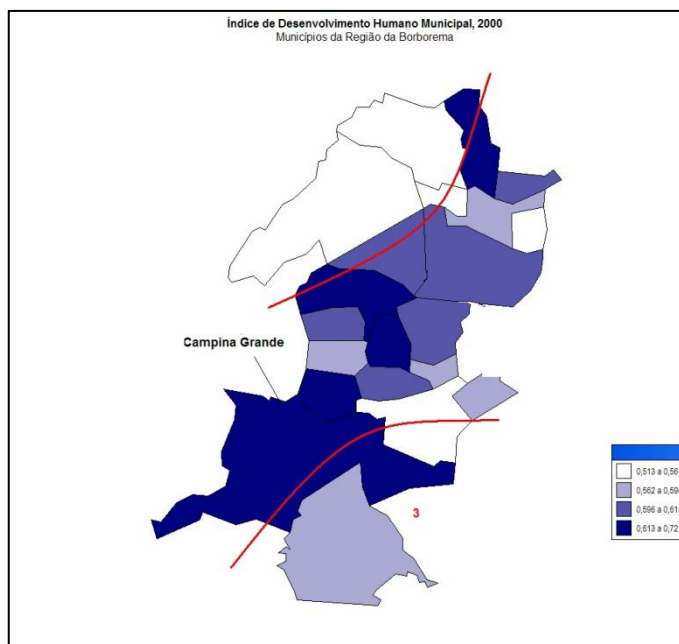 Índice de Desenvolvimento Humano Municipal, 2000
Municípios da Região da Borborema
Campina Grande
3
0,513 a 0,56
0,562 a 0,59
0,596 a 0,61
0,613 a 0,72